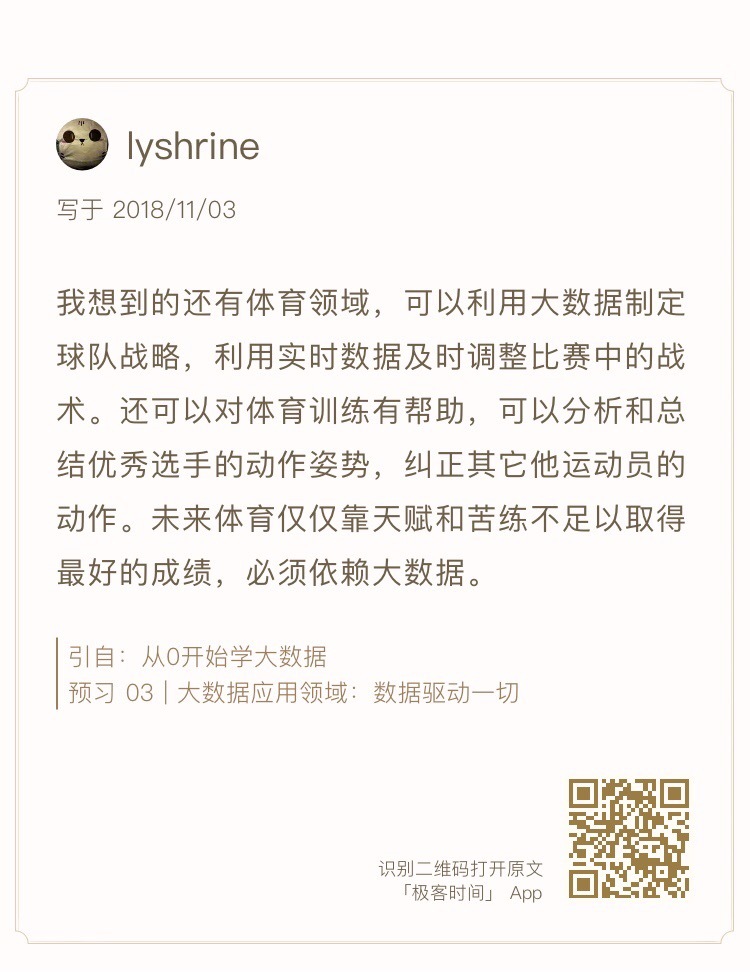 lyshrine
写于 2018/11/03
我想到的还有体育领域，可以利用大数据制定
球队战略，利用实时数据及时调整比赛中的战
术。还可以对体育训练有帮助，可以分析和总
结优秀选手的动作姿势，纠正其它他运动员的
动作。未来体育仅仅靠天赋和苦练不足以取得
最好的成绩，必须依赖大数据。
引自：从0开始学大数据
预习 03 | 大数据应用领域：数据驱动一切
识别二维码打开原文
「极客时间」 App